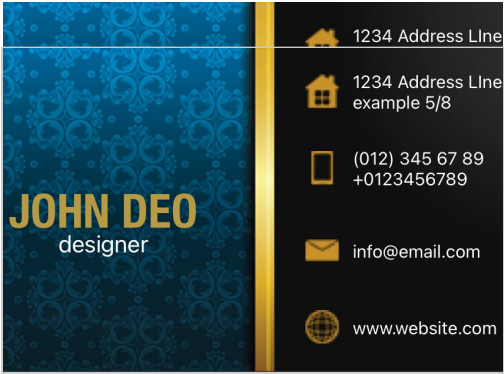 1234 Address LIne
1234 Address LIne
example 5/8
(012) 345 67 89
+0123456789
JOHN DEO
designer
info@email.com
www.website.com